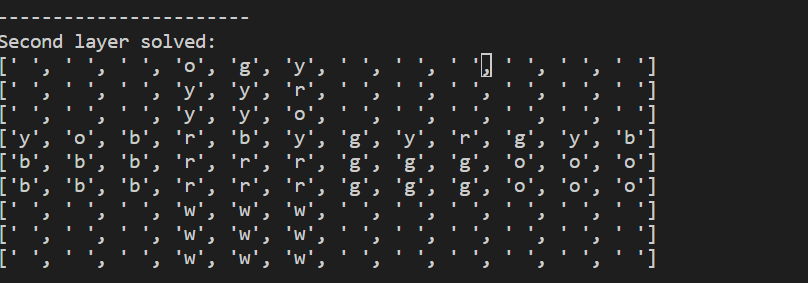 -----------------------
Second layer solved:
[' ', ' ', ' ', 'o', 'g', 'y', ' ', ' ', ' ', ' ', ' ', ' ']
[' ', ' ', ' ', 'y', 'y', 'r', ' ', ' ', ' ', ' ', ' ', ' ']
[' ', ' ', ' ', 'y', 'y', 'o', ' ', ' ', ' ', ' ', ' ', ' ']
['y', 'o', 'b', 'r', 'b', 'y', 'g', 'y', 'r', 'g', 'y', 'b']
['b', 'b', 'b', 'r', 'r', 'r', 'g', 'g', 'g', 'o', 'o', 'o']
['b', 'b', 'b', 'r', 'r', 'r', 'g', 'g', 'g', 'o', 'o', 'o']
[' ', ' ', ' ', 'w', 'w', 'w', ' ', ' ', ' ', ' ', ' ', ' ']
[' ', ' ', ' ', 'w', 'w', 'w', ' ', ' ', ' ', ' ', ' ', ' ']
[' ', ' ', ' ', 'w', 'w', 'w', ' ', ' ', ' ', ' ', ' ', ' ']